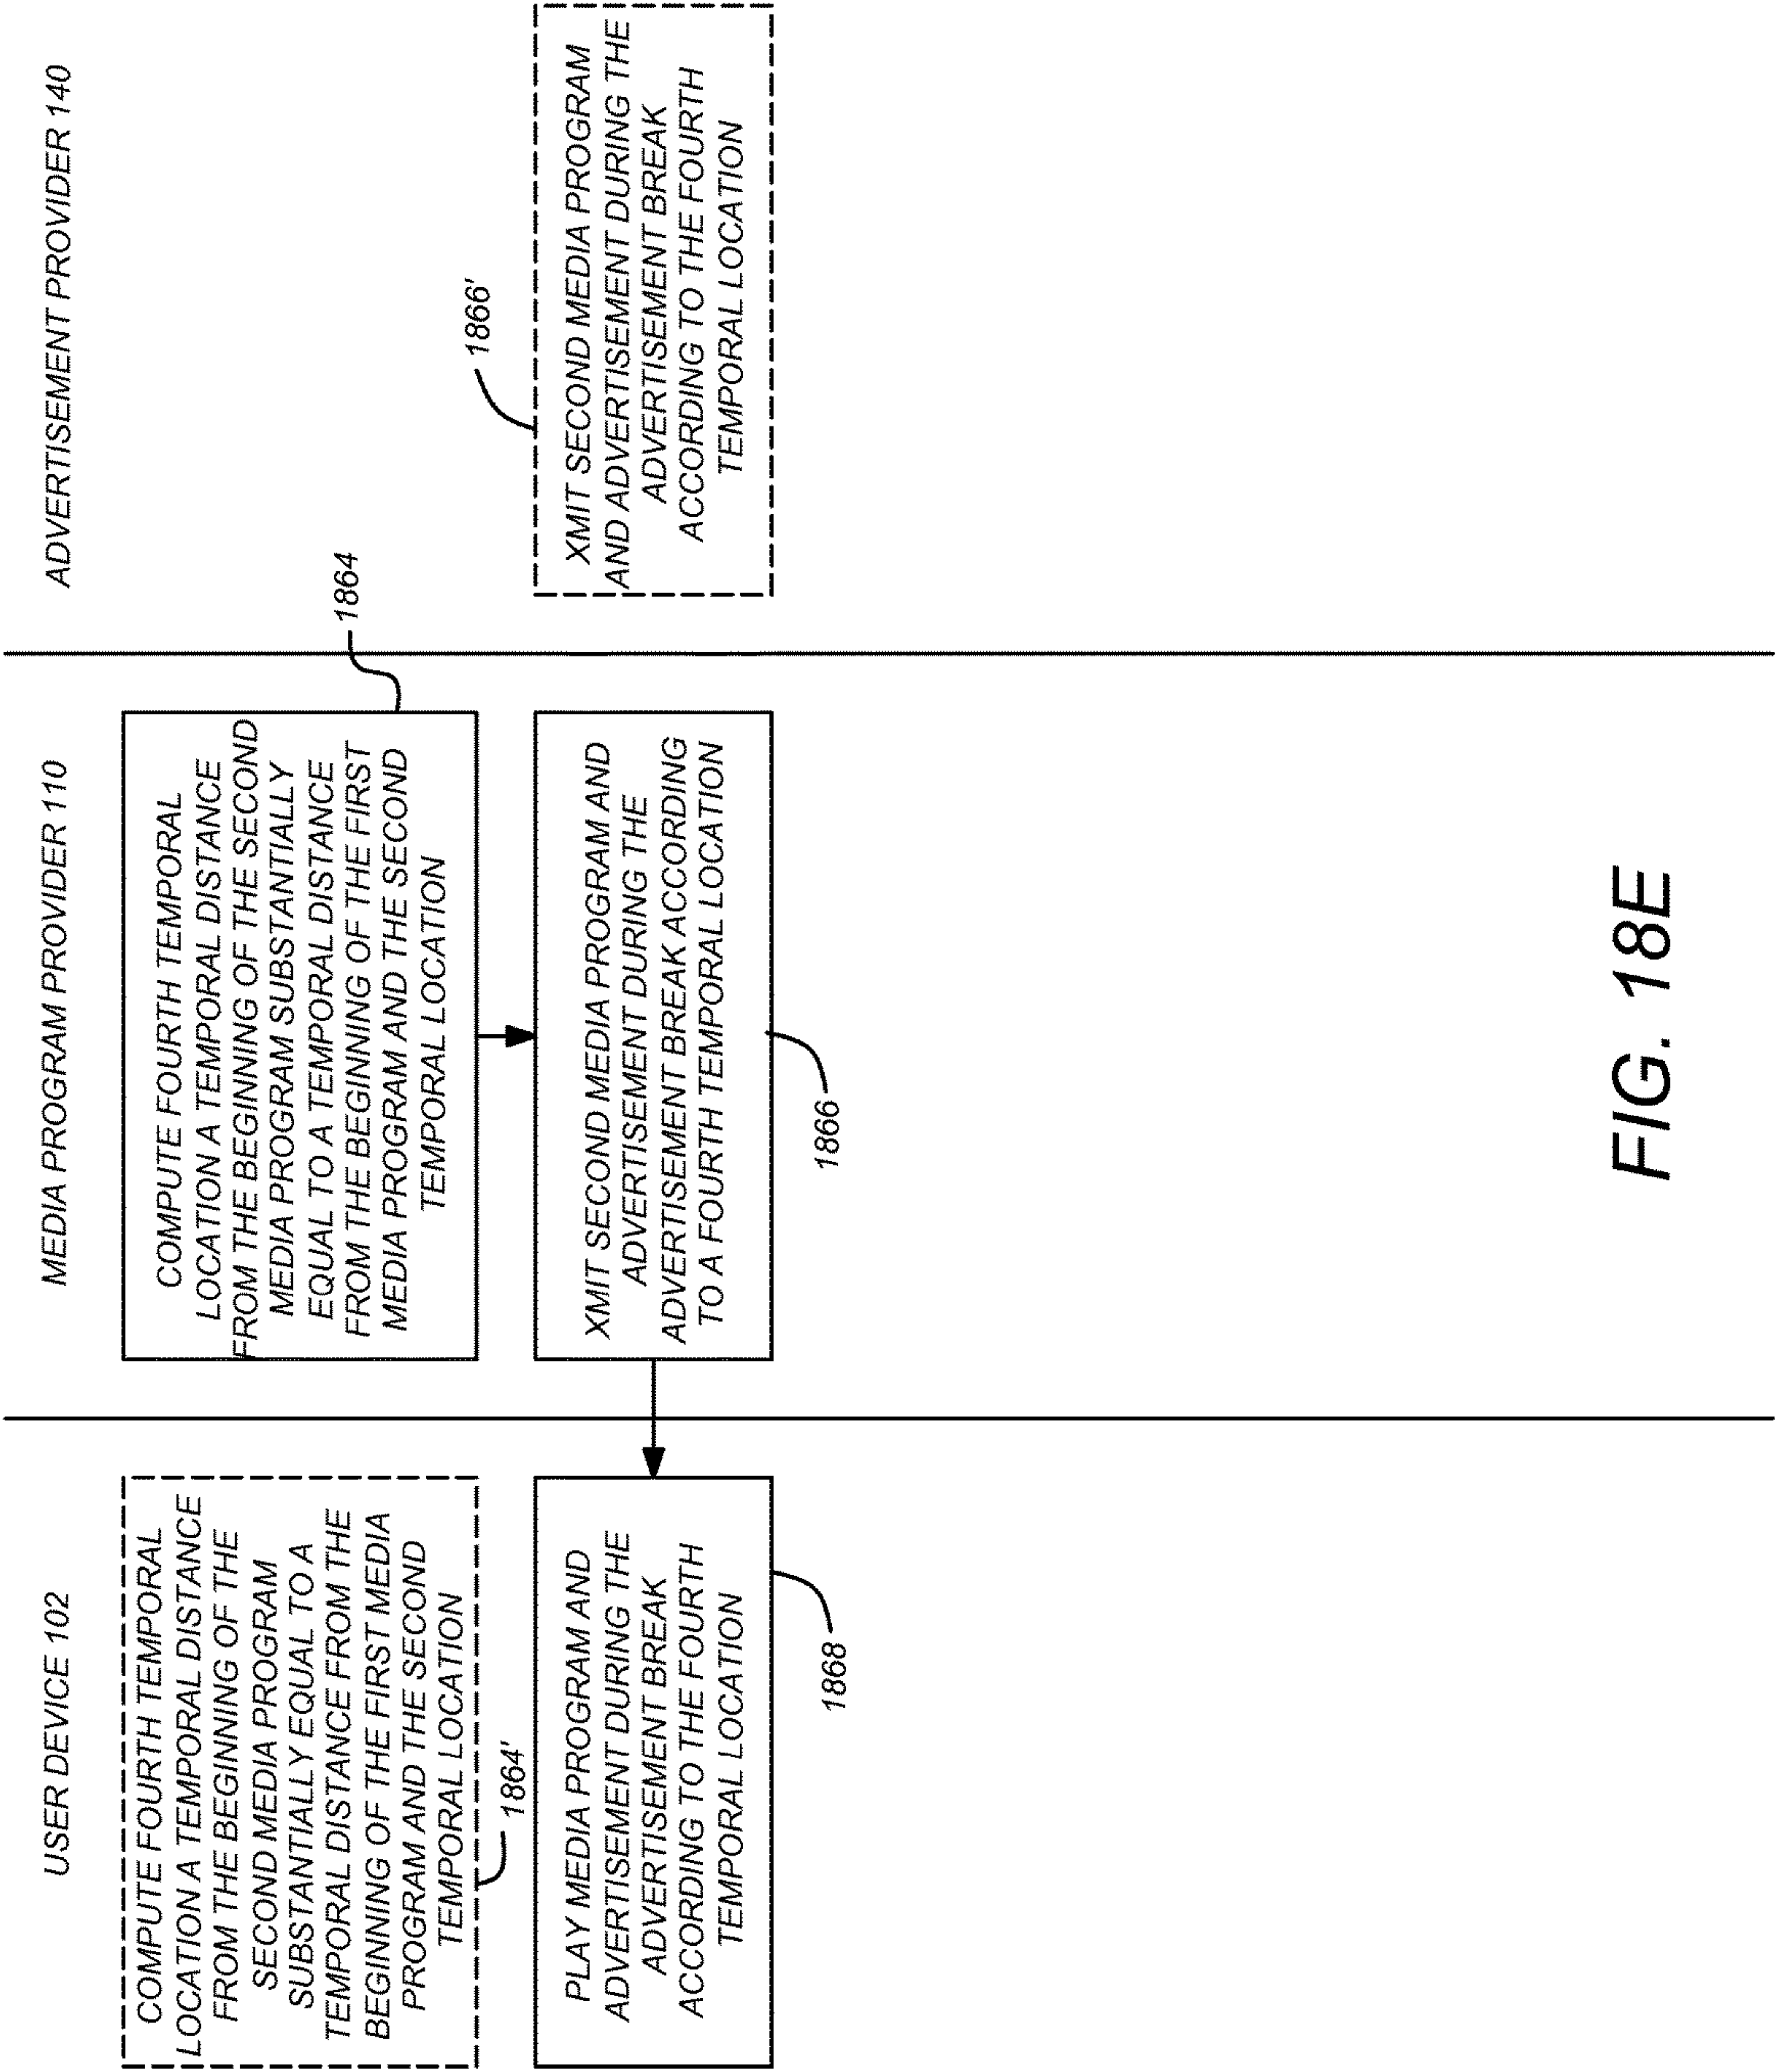 USER DEVICE 102
MEDIA PROGRAM PROVIDER 110
ADVERTISEMENT PROVIDER 140
COMPUTE FOURTH TEMPORAL
LOCATION A TEMPORAL DISTANCE
FROM THE BEGINNING OF THE
SECOND MEDIA PROGRAM
SUBSTANTIALLY EQUAL TO A
TEMPORAL DISTANCE FROM THE
BEGINNING OF THE FIRST MEDIA
PROGRAM AND THE SECOND
TEMPORAL LOCATION
1864'
COMPUTE FOURTH TEMPORAL
LOCATION A TEMPORAL DISTANCE
FROM THE BEGINNING OF THE SECOND
MEDIA PROGRAM SUBSTANTIALLY
EQUAL TO A TEMPORAL DISTANCE
FROM THE BEGINNING OF THE FIRST
MEDIA PROGRAM AND THE SECOND
TEMPORAL LOCATION
1864
PLAY MEDIA PROGRAM AND
ADVERTISEMENT DURING THE
ADVERTISEMENT BREAK
ACCORDING TO THE FOURTH
TEMPORAL LOCATION
1868
XMIT SECOND MEDIA PROGRAM AND
ADVERTISEMENT DURING THE
ADVERTISEMENT BREAK ACCORDING
TO A FOURTH TEMPORAL LOCATION
1866
1866'
XMIT SECOND MEDIA PROGRAM
AND ADVERTISEMENT DURING THE
ADVERTISEMENT BREAK
ACCORDING TO THE FOURTH
TEMPORAL LOCATION
FIG. 18E